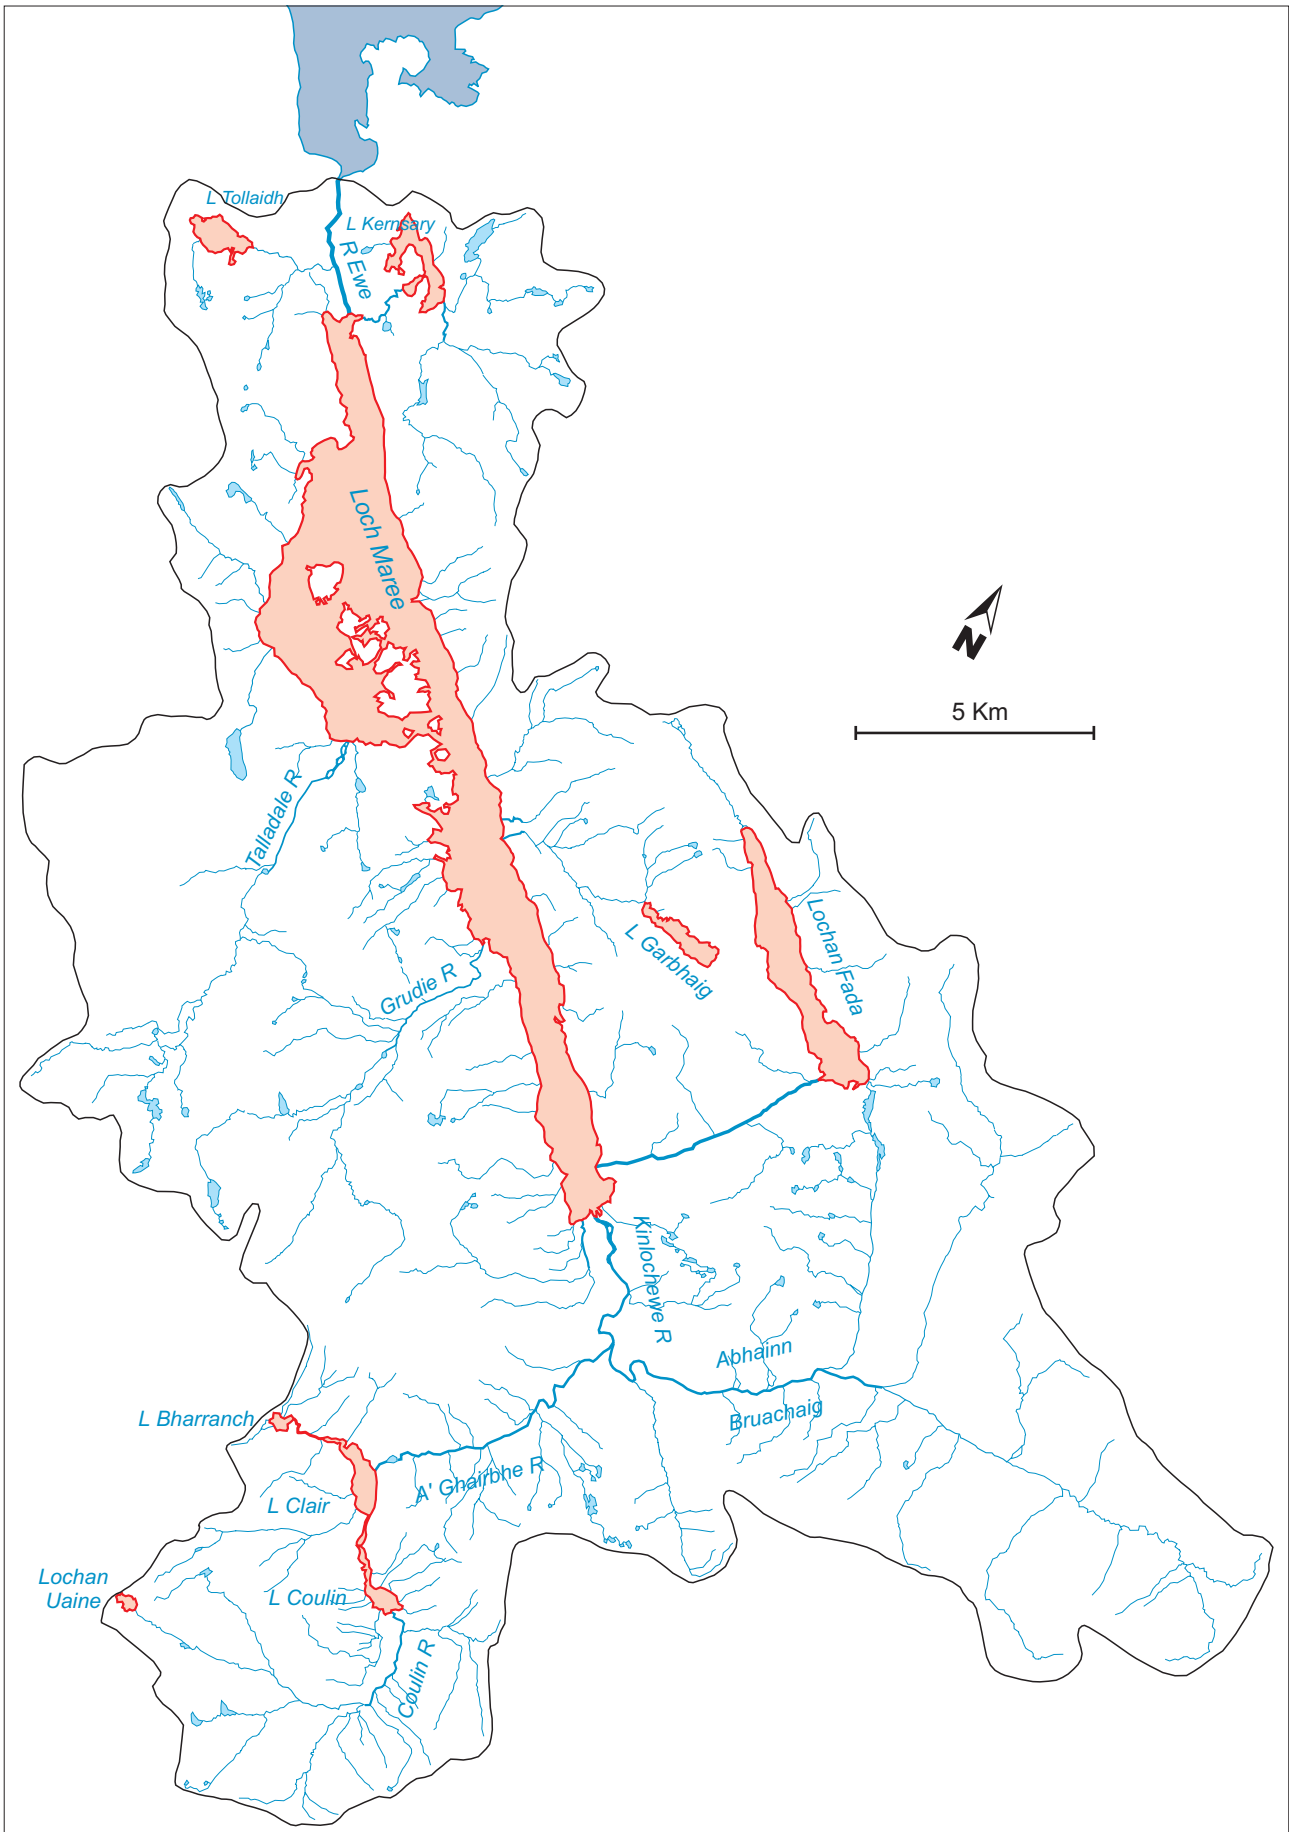 L Tollaidh
L Kernsary
R Ewe
Loch Maree
N
5 Km
Talladale R
Lochan Fada
L Garbhaig
Grudie R
Kinlochewe R
Abhainn
Bruachaig
L Bharranch
A' Ghairbhe R
L Clair
Lochan
Uaine
L Coulin
Coulin R